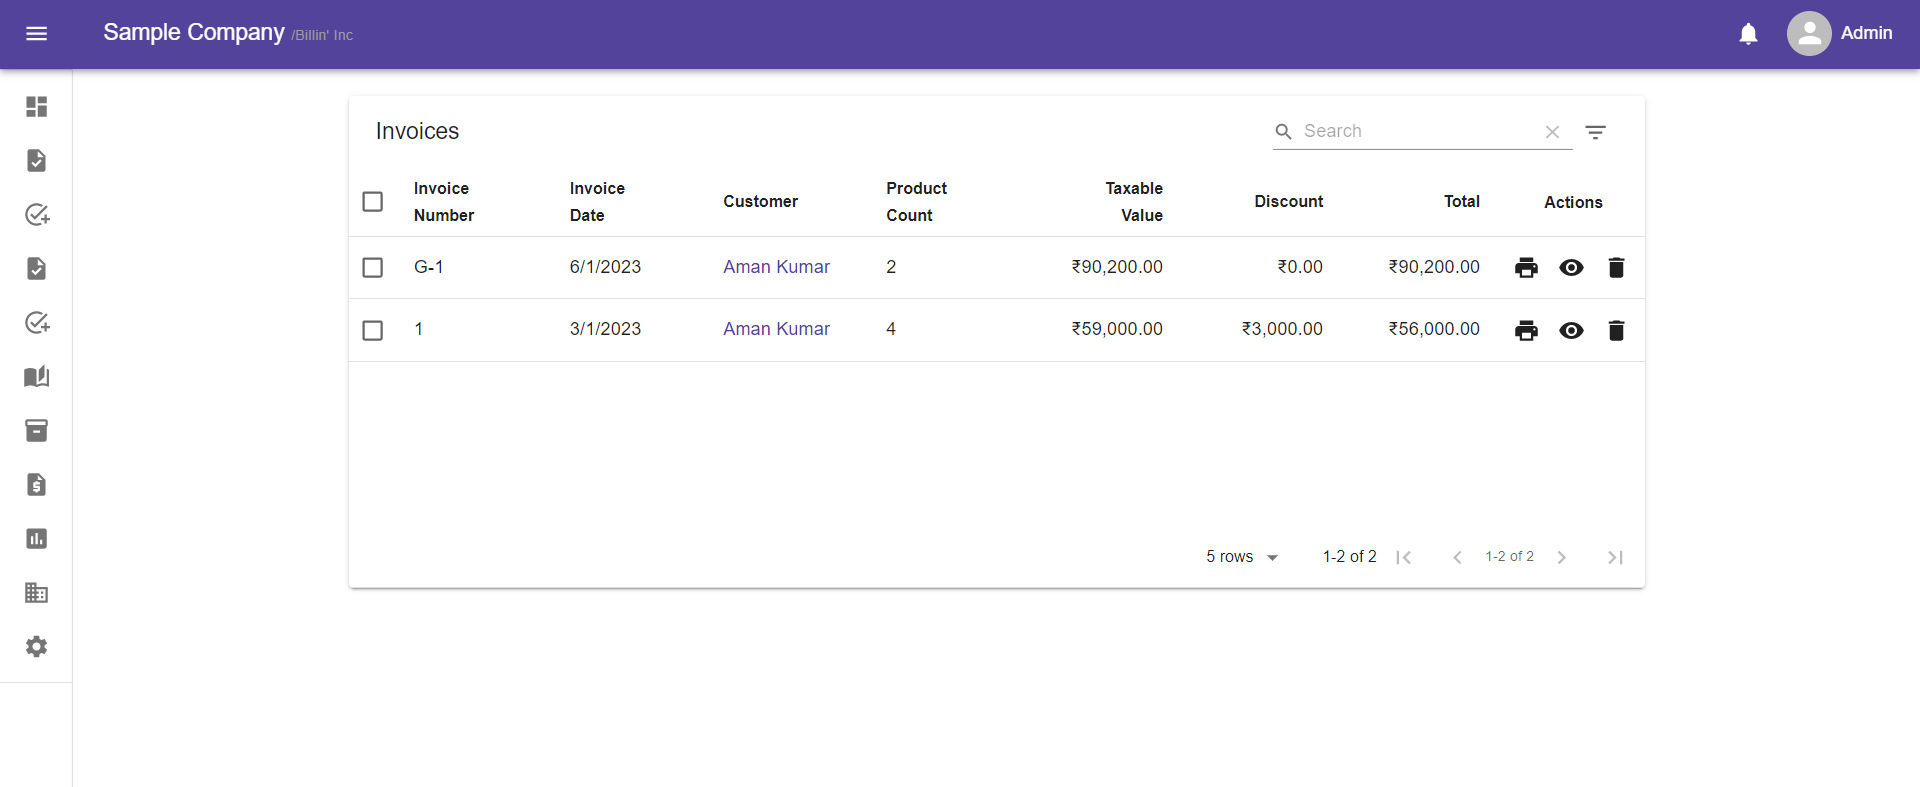 Sample Company /Billin' Inc
Admin
Invoices
Search
Invoice Number
Invoice Date
Customer
Product Count
Taxable Value
Discount
Total
Actions
G-1 6/1/2023 Aman Kumar 2 ₹90,200.00 ₹0.00 ₹90,200.00
1 3/1/2023 Aman Kumar 4 ₹59,000.00 ₹3,000.00 ₹56,000.00
5 rows 1-2 of 2 1-2 of 2